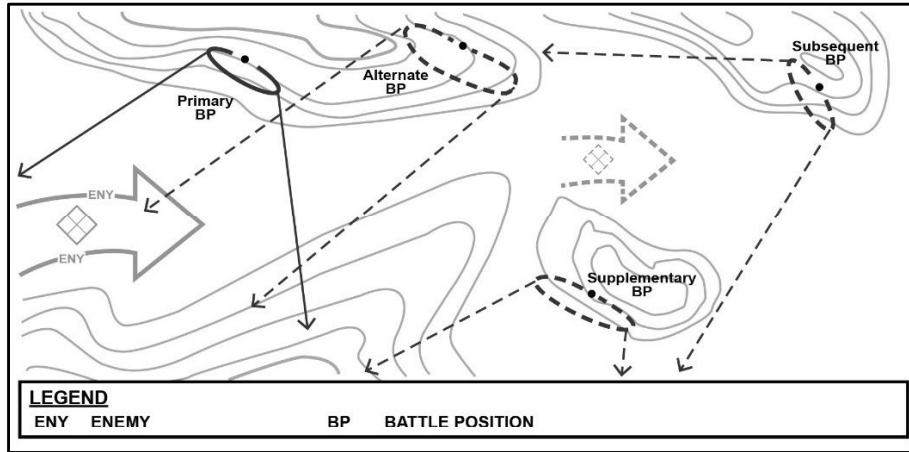 Subsequent
BP
Alternate
BP
Primary
BP
ENY
ENY
Supplementary
BP
LEGEND
ENY ENEMY BP BATTLE POSITION